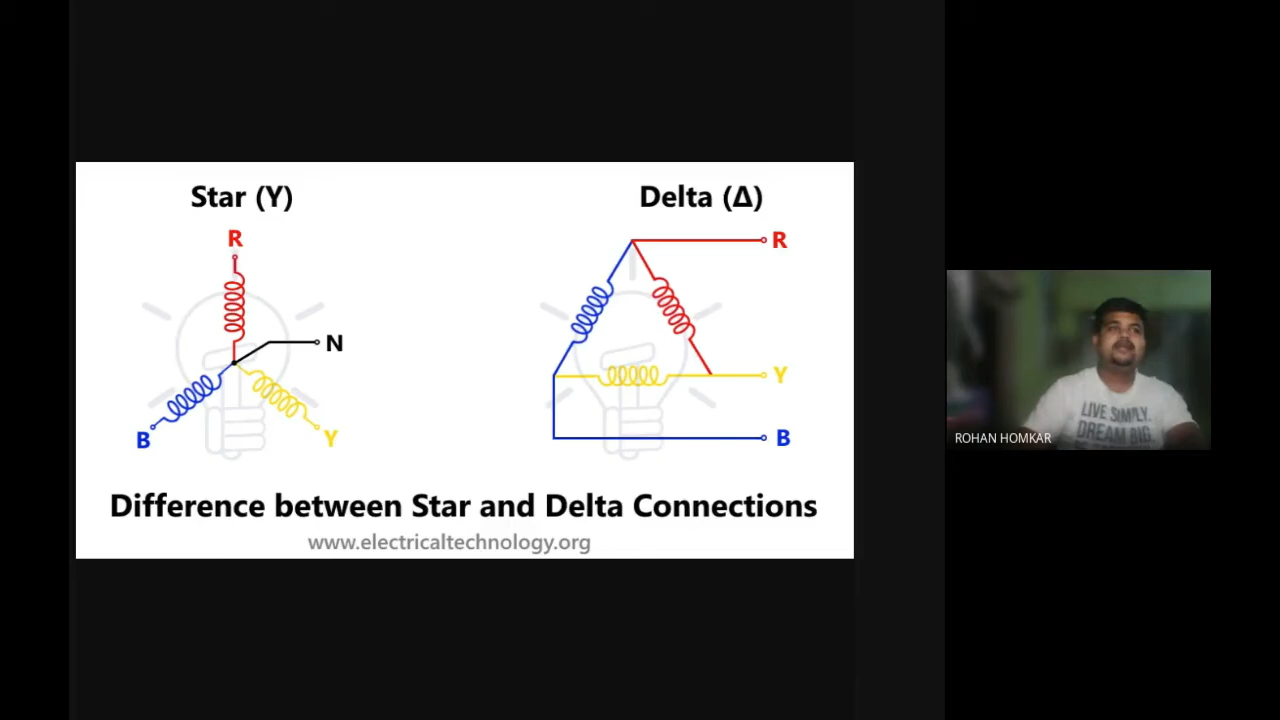 Star (Y)
Delta (Δ)
R
N
B
Y
R
Y
B
Difference between Star and Delta Connections
www.electricaltechnology.org
LIVE SIMPLY.
DREAM BIG.
ROHAN HOMKAR